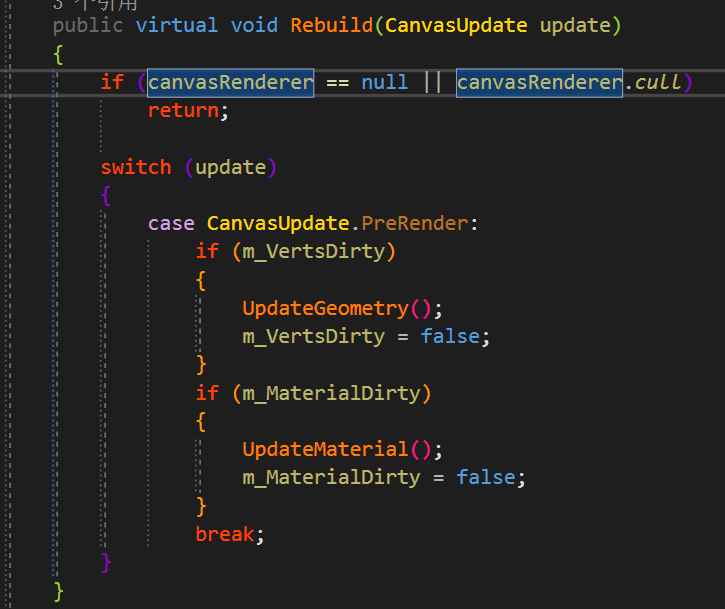 3 个引用
public virtual void Rebuild(CanvasUpdate update)
{
if (canvasRenderer == null || canvasRenderer.cull)
return;
switch (update)
{
case CanvasUpdate.PreRender:
if (m_VertsDirty)
{
UpdateGeometry();
m_VertsDirty = false;
}
if (m_MaterialDirty)
{
UpdateMaterial();
m_MaterialDirty = false;
}
break;
}
}